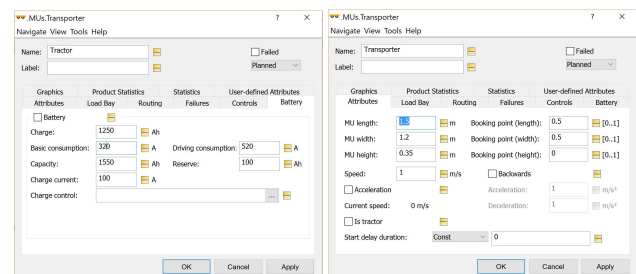 .MUs.Transporter ? ×
Navigate View Tools Help
Name: Tractor Failed
Label: Planned
Graphics Product Statistics Statistics User-defined Attributes
Attributes Load Bay Routing Failures Controls Battery
Battery
Charge: 1250 Ah
Basic consumption: 320 A Driving consumption: 520 A
Capacity: 1550 Ah Reserve: 100 Ah
Charge current: 100 A
Charge control: ...
OK Cancel Apply
.MUs.Transporter ? ×
Navigate View Tools Help
Name: Transporter Failed
Label: Planned
Graphics Product Statistics Statistics User-defined Attributes
Attributes Load Bay Routing Failures Controls Battery
MU length: 1.5 m Booking point (length): 0.5 [0..1]
MU width: 1.2 m Booking point (width): 0.5 [0..1]
MU height: 0.35 m Booking point (height): 0 [0..1]
Speed: 1 m/s Backwards
Acceleration Acceleration: 1 m/s²
Current speed: 0 m/s Deceleration: 1 m/s²
Is tractor
Start delay duration: Const 0
OK Cancel Apply